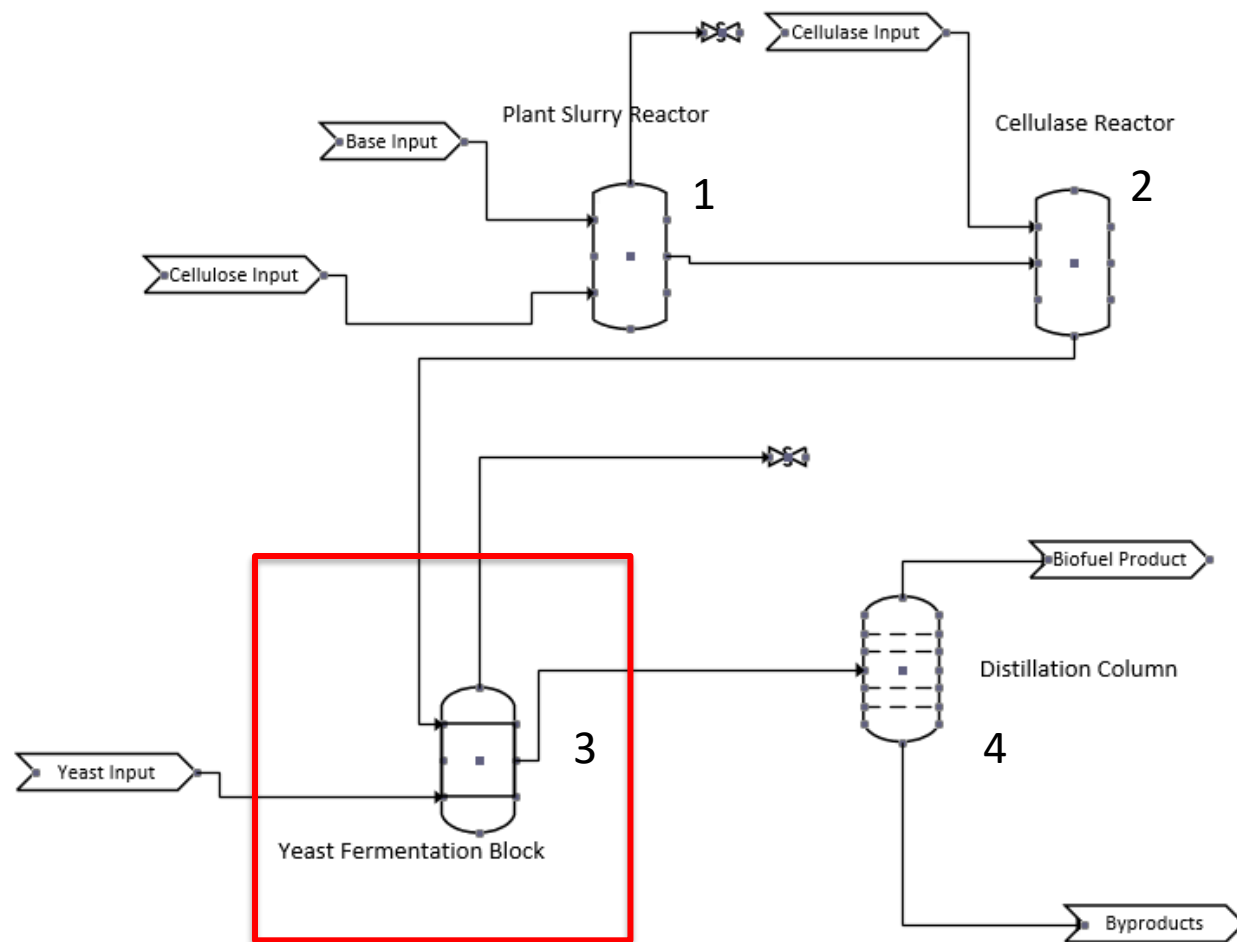 Cellulase Input
Plant Slurry Reactor
Cellulase Reactor
Base Input
1
2
Cellulose Input
Biofuel Product
Distillation Column
3
4
Yeast Input
Yeast Fermentation Block
Byproducts